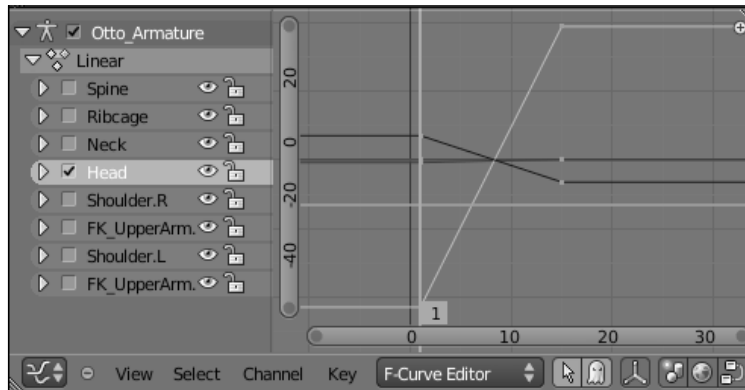 Otto_Armature
Linear
Spine
Ribcage
Neck
Head
Shoulder.R
FK_UpperArm.
Shoulder.L
FK_UpperArm.
20
0
-20
-40
1
0 10 20 30
View Select Channel Key F-Curve Editor